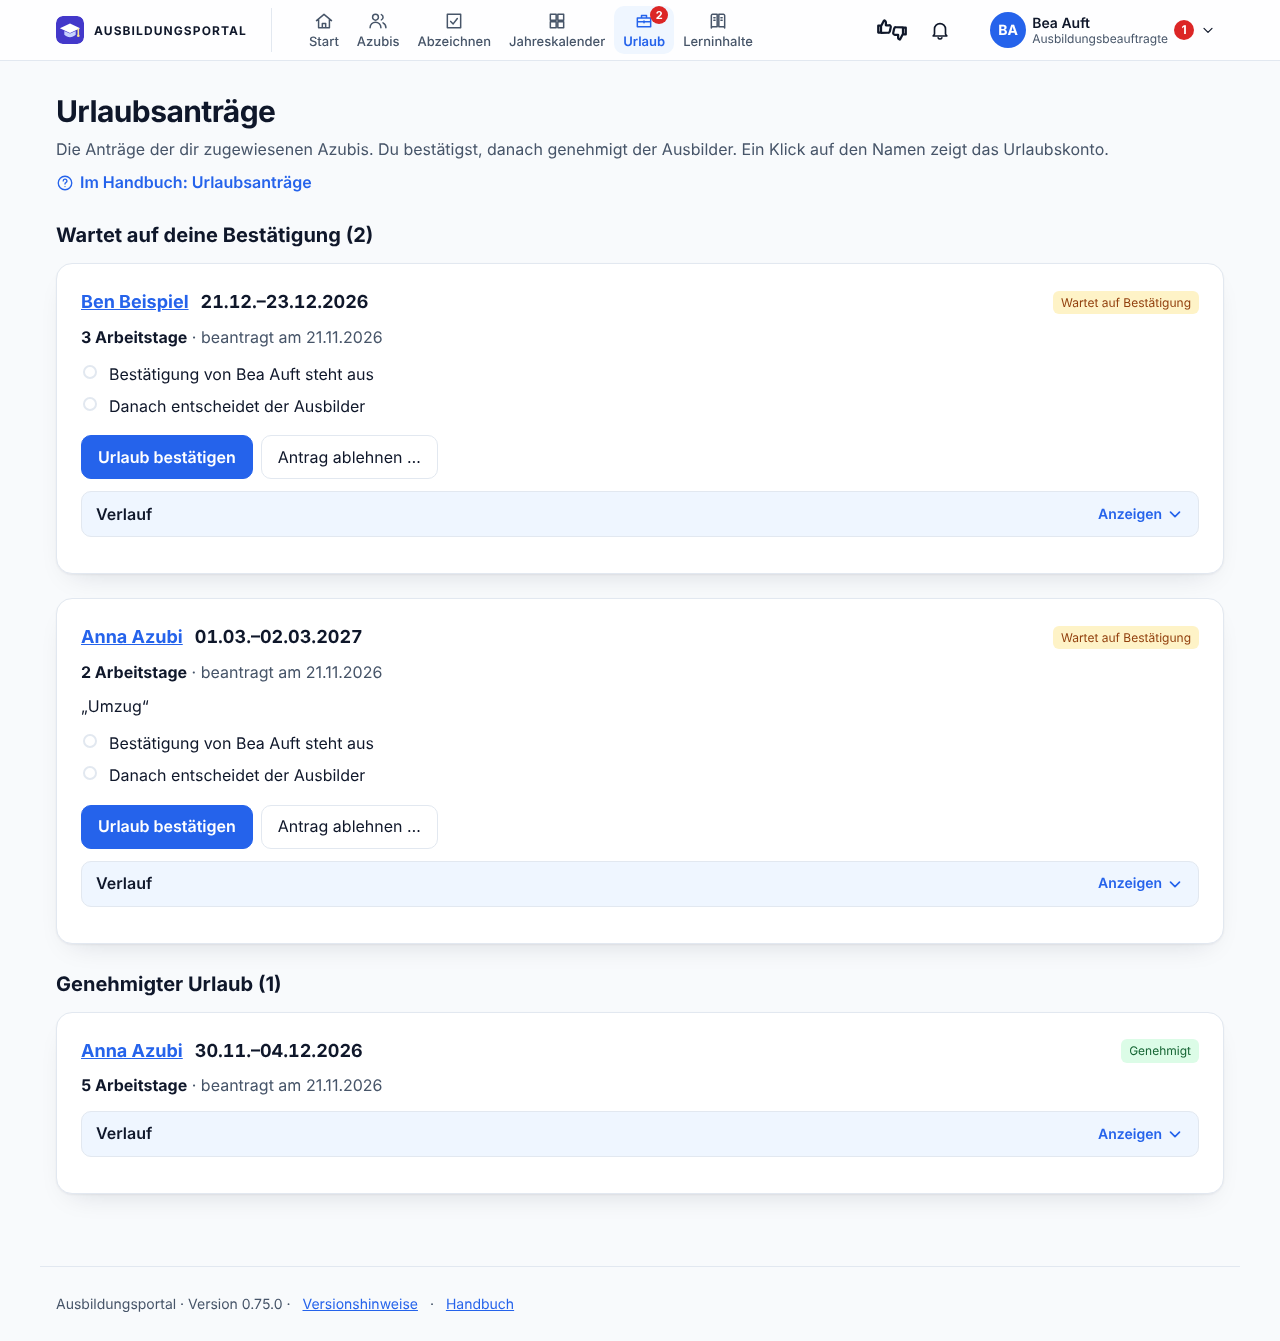 AUSBILDUNGSPORTAL
Start
Azubis
Abzeichnen
Jahreskalender
2
Urlaub
Lerninhalte
BA
Bea Auft
Ausbildungsbeauftragte
1
Urlaubsanträge
Die Anträge der dir zugewiesenen Azubis. Du bestätigst, danach genehmigt der Ausbilder. Ein Klick auf den Namen zeigt das Urlaubskonto.
Im Handbuch: Urlaubsanträge
Wartet auf deine Bestätigung (2)
Ben Beispiel 21.12.–23.12.2026
Wartet auf Bestätigung
3 Arbeitstage · beantragt am 21.11.2026
Bestätigung von Bea Auft steht aus
Danach entscheidet der Ausbilder
Urlaub bestätigen
Antrag ablehnen …
Verlauf
Anzeigen
Anna Azubi 01.03.–02.03.2027
Wartet auf Bestätigung
2 Arbeitstage · beantragt am 21.11.2026
„Umzug“
Bestätigung von Bea Auft steht aus
Danach entscheidet der Ausbilder
Urlaub bestätigen
Antrag ablehnen …
Verlauf
Anzeigen
Genehmigter Urlaub (1)
Anna Azubi 30.11.–04.12.2026
Genehmigt
5 Arbeitstage · beantragt am 21.11.2026
Verlauf
Anzeigen
Ausbildungsportal · Version 0.75.0 · Versionshinweise · Handbuch